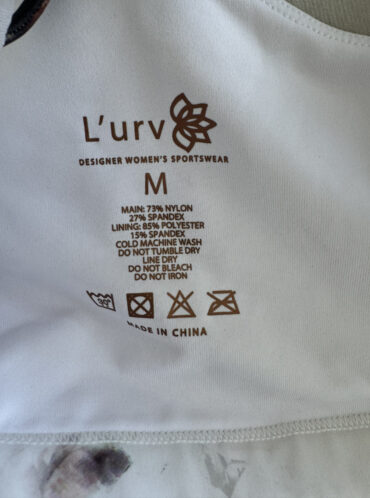 L'urv
DESIGNER WOMEN'S SPORTSWEAR
M
MAIN: 73% NYLON
27% SPANDEX
LINING: 85% POLYESTER
15% SPANDEX
COLD MACHINE WASH
DO NOT TUMBLE DRY
LINE DRY
DO NOT BLEACH
DO NOT IRON
30°
MADE IN CHINA